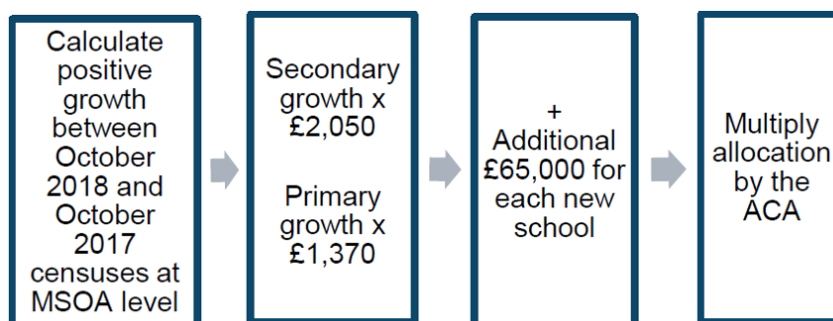 Calculate
positive
growth
between
October
2018 and
October
2017
censuses at
MSOA level
Secondary
growth x
£2,050
Primary
growth x
£1,370
+
Additional
£65,000 for
each new
school
Multiply
allocation
by the
ACA